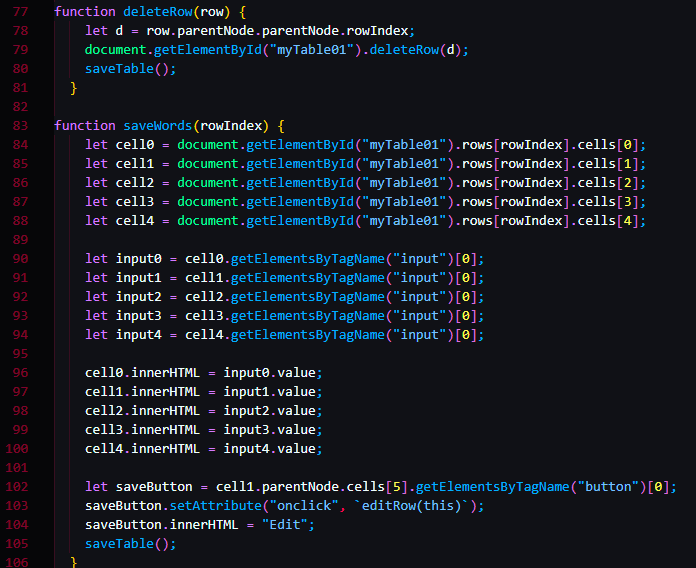 77 function deleteRow(row) {
78 let d = row.parentNode.parentNode.rowIndex;
79 document.getElementById("myTable01").deleteRow(d);
80 saveTable();
81 }
82
83 function saveWords(rowIndex) {
84 let cell0 = document.getElementById("myTable01").rows[rowIndex].cells[0];
85 let cell1 = document.getElementById("myTable01").rows[rowIndex].cells[1];
86 let cell2 = document.getElementById("myTable01").rows[rowIndex].cells[2];
87 let cell3 = document.getElementById("myTable01").rows[rowIndex].cells[3];
88 let cell4 = document.getElementById("myTable01").rows[rowIndex].cells[4];
89
90 let input0 = cell0.getElementsByTagName("input")[0];
91 let input1 = cell1.getElementsByTagName("input")[0];
92 let input2 = cell2.getElementsByTagName("input")[0];
93 let input3 = cell3.getElementsByTagName("input")[0];
94 let input4 = cell4.getElementsByTagName("input")[0];
95
96 cell0.innerHTML = input0.value;
97 cell1.innerHTML = input1.value;
98 cell2.innerHTML = input2.value;
99 cell3.innerHTML = input3.value;
100 cell4.innerHTML = input4.value;
101
102 let saveButton = cell1.parentNode.cells[5].getElementsByTagName("button")[0];
103 saveButton.setAttribute("onclick", `editRow(this)`);
104 saveButton.innerHTML = "Edit";
105 saveTable();
106 }